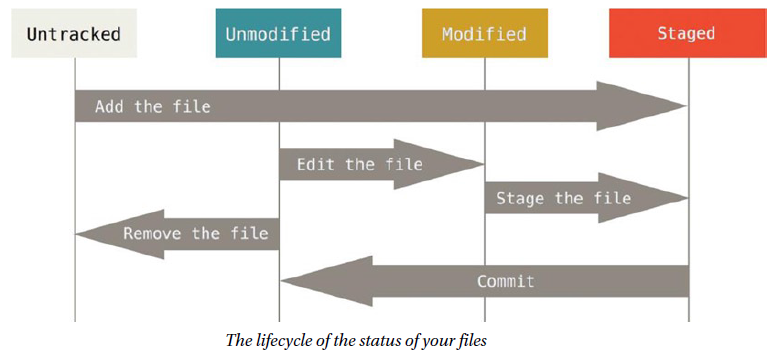 Untracked
Unmodified
Modified
Staged
Add the file
Edit the file
Stage the file
Remove the file
Commit
The lifecycle of the status of your files